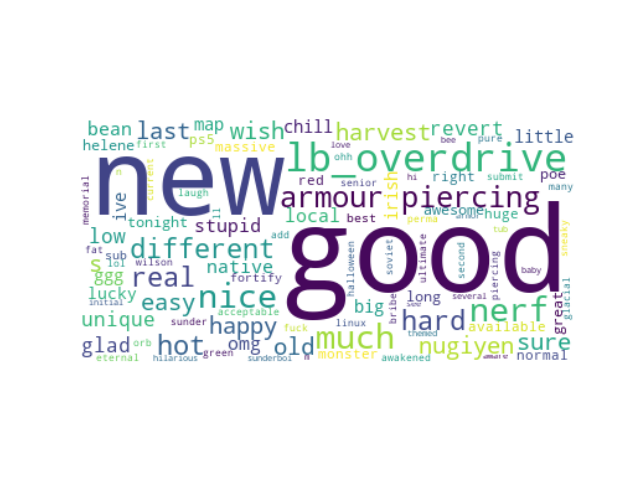 bean last map wish chill harvest revert little
helene first ps5 love bee pure
new lb_overdrive
current massive ohh
memorial a laugh red senior hi right submit poe many
ive armour piercing
irish
tonight stupid local best awesome huge
low ll add perma tub sneaky
fat sub different good
s lol wilson native halloween soviet ultimate second piercing baby glacial
ggg real fortify
lucky easy nice big long several great
initial acceptable bribe see
unique sunder happy fuck linux hard nerf available
orb much themed
glad hot omg old nugiyen sure
eternal hilarious green sunderboi monster awakened normal